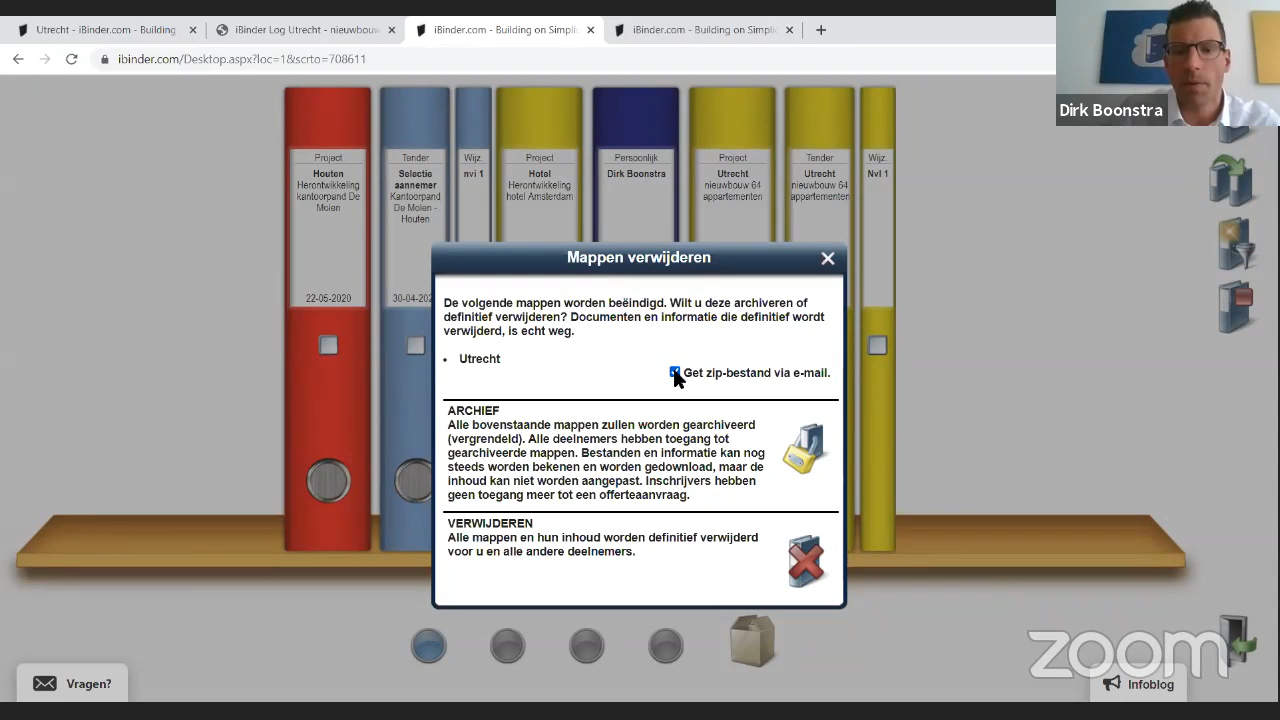 Utrecht - iBinder.com - Building
iBinder Log Utrecht - nieuwbouw
iBinder.com - Building on Simpli
iBinder.com - Building on Simpli
ibinder.com/Desktop.aspx?loc=1&scrto=708611
Dirk Boonstra
Project
Houten
Herontwikkeling
kantoorpand De
Molen
22-05-2020
Tender
Selectie
aannemer
Kantoorpand
De Molen -
Houten
30-04-202
Wijz.
nvi 1
Project
Hotel
Herontwikkeling
hotel Amsterdam
Persoonlijk
Dirk Boonstra
Project
Utrecht
nieuwbouw 64
appartementen
Tender
Utrecht
nieuwbouw 64
appartementen
Wijz.
NvI 1
Mappen verwijderen
De volgende mappen worden beëindigd. Wilt u deze archiveren of
definitief verwijderen? Documenten en informatie die definitief wordt
verwijderd, is echt weg.
• Utrecht
Get zip-bestand via e-mail.
ARCHIEF
Alle bovenstaande mappen zullen worden gearchiveerd
(vergrendeld). Alle deelnemers hebben toegang tot
gearchiveerde mappen. Bestanden en informatie kan nog
steeds worden bekenen en worden gedownload, maar de
inhoud kan niet worden aangepast. Inschrijvers hebben
geen toegang meer tot een offerteaanvraag.
VERWIJDEREN
Alle mappen en hun inhoud worden definitief verwijderd
voor u en alle andere deelnemers.
zoom
Vragen?
Infoblog